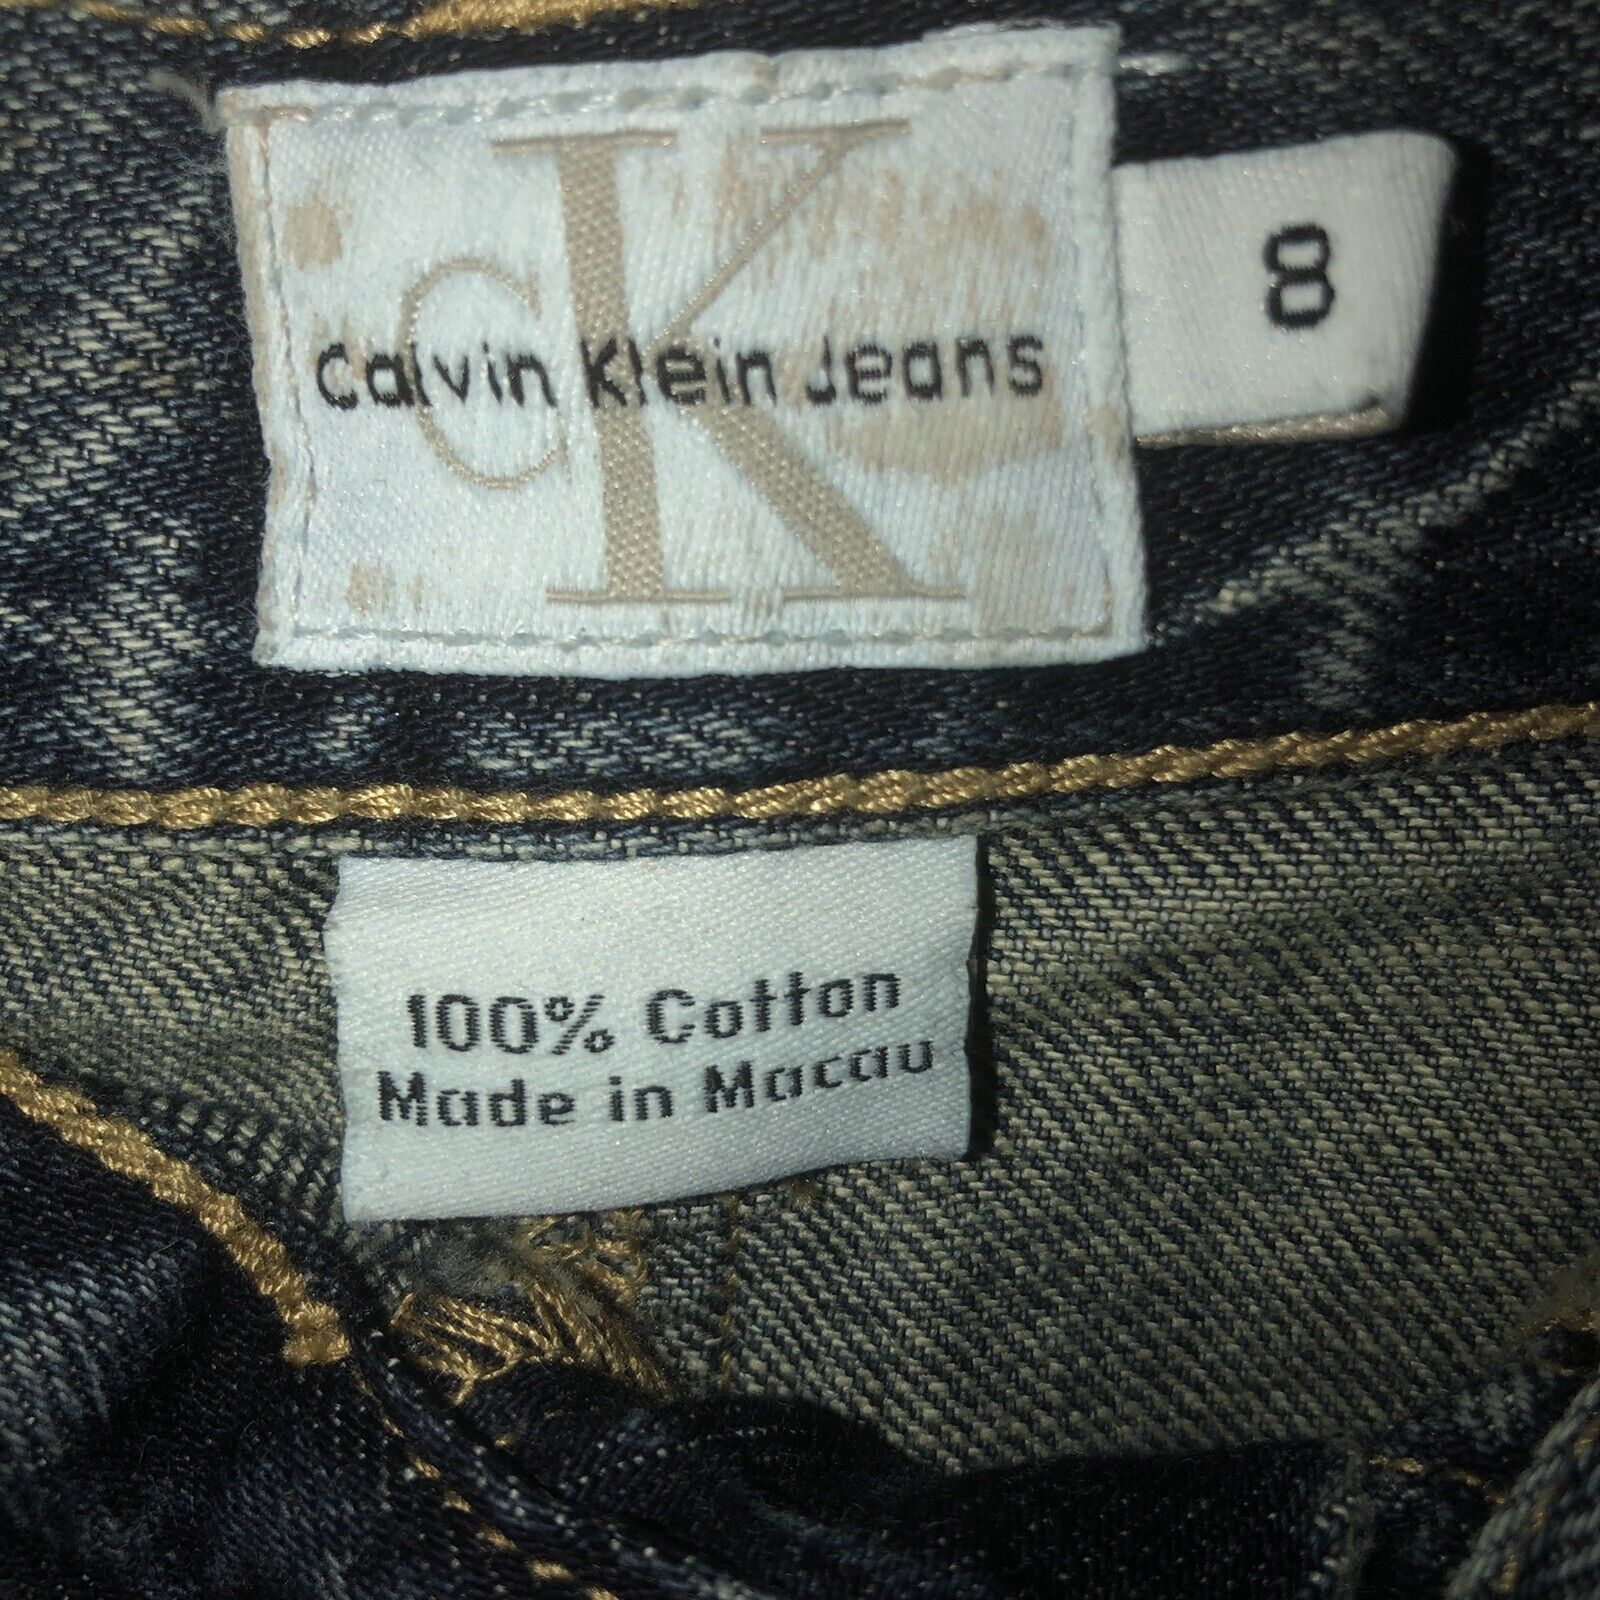 CK
Calvin Klein Jeans
8
100% Cotton
Made in Macau